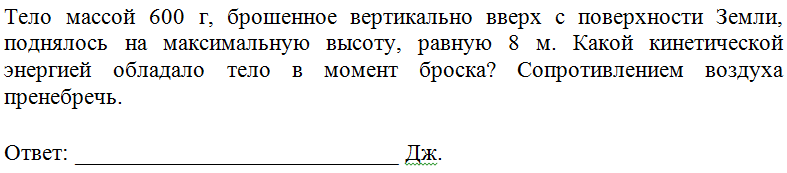 Тело массой 600 г, брошенное вертикально вверх с поверхности Земли,
поднялось на максимальную высоту, равную 8 м. Какой кинетической
энергией обладало тело в момент броска? Сопротивлением воздуха
пренебречь.
Ответ: ____________________________ Дж.